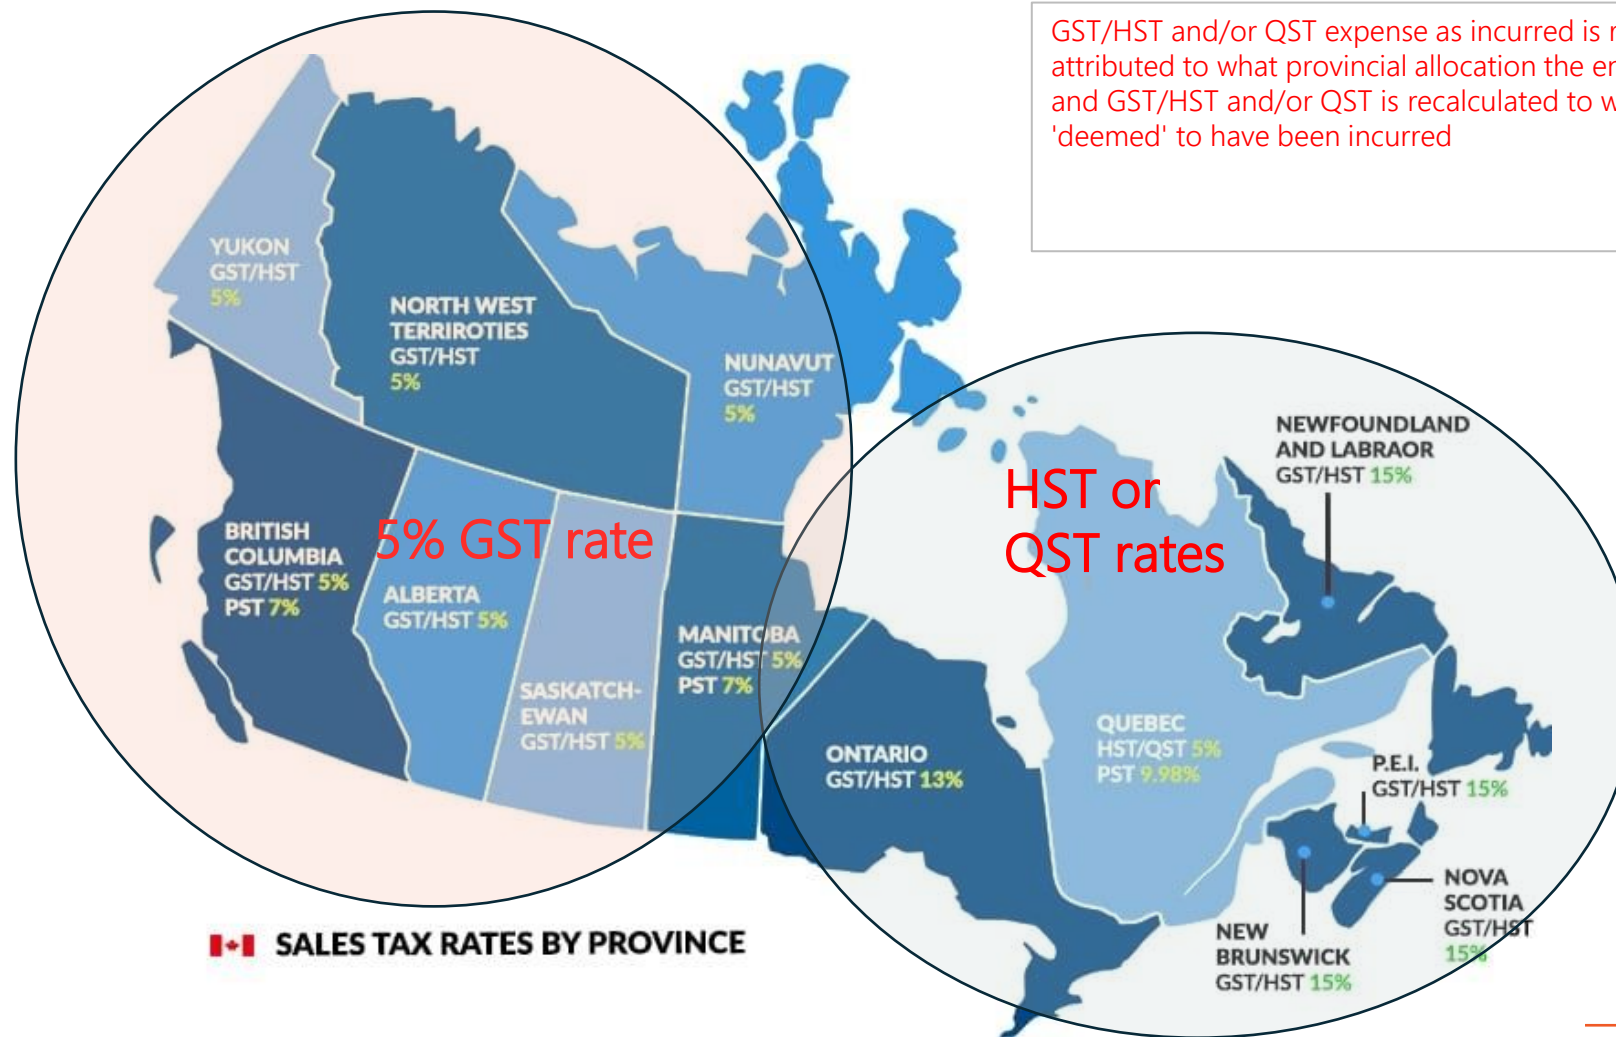 GST/HST and/or QST expense as incurred is
attributed to what provincial allocation the
and GST/HST and/or QST is recalculated to
'deemed' to have been incurred
YUKON
GST/HST
5%
NORTH WEST
TERRIROTIES
GST/HST
5%
NUNAVUT
GST/HST
5%
BRITISH
COLUMBIA
GST/HST 5%
PST 7%
5% GST rate
ALBERTA
GST/HST 5%
SASKATCH-
EWAN
GST/HST 5%
MANITOBA
GST/HST 5%
PST 7%
HST or
QST rates
NEWFOUNDLAND
AND LABRAOR
GST/HST 15%
ONTARIO
GST/HST 13%
QUEBEC
HST/QST 5%
PST 9.98%
P.E.I.
GST/HST 15%
NOVA
SCOTIA
GST/HST
15%
NEW
BRUNSWICK
GST/HST 15%
SALES TAX RATES BY PROVINCE